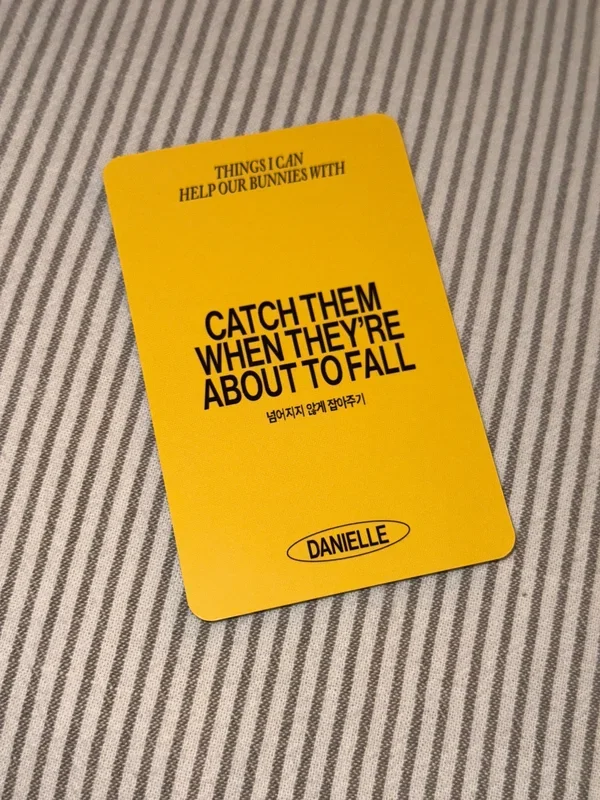 THINGS I CAN
HELP OUR BUNNIES WITH
CATCH THEM
WHEN THEY'RE
ABOUT TO FALL
넘어지지 않게 잡아주기
DANIELLE